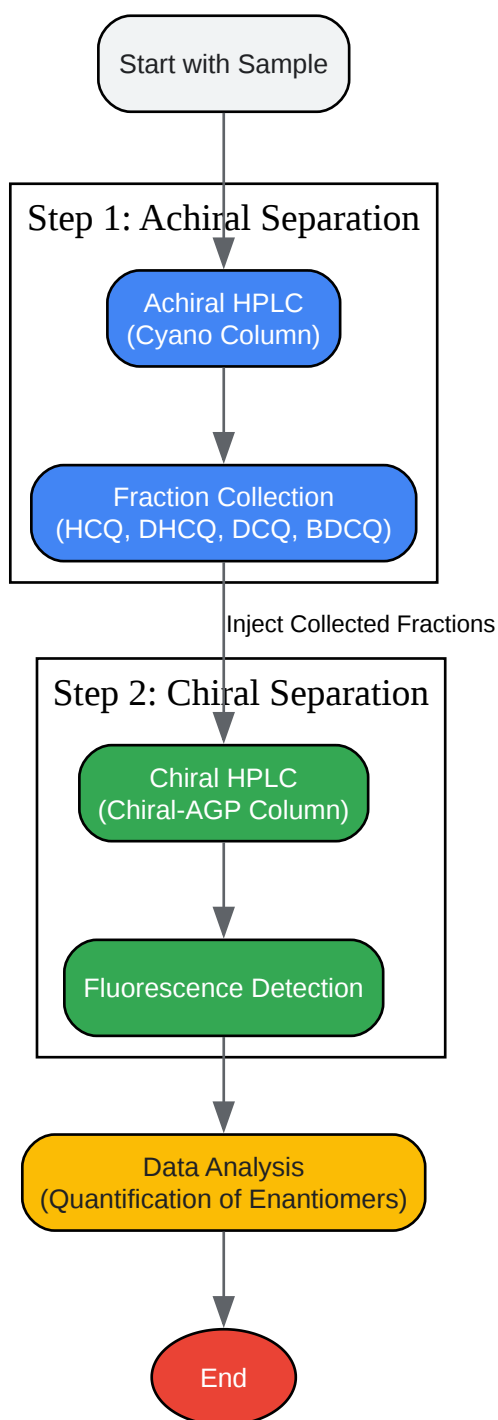 Start with Sample
Step 1: Achiral Separation
Achiral HPLC
(Cyano Column)
Fraction Collection
(HCQ, DHCQ, DCQ, BDCQ)
Inject Collected Fractions
Step 2: Chiral Separation
Chiral HPLC
(Chiral-AGP Column)
Fluorescence Detection
Data Analysis
(Quantification of Enantiomers)
End